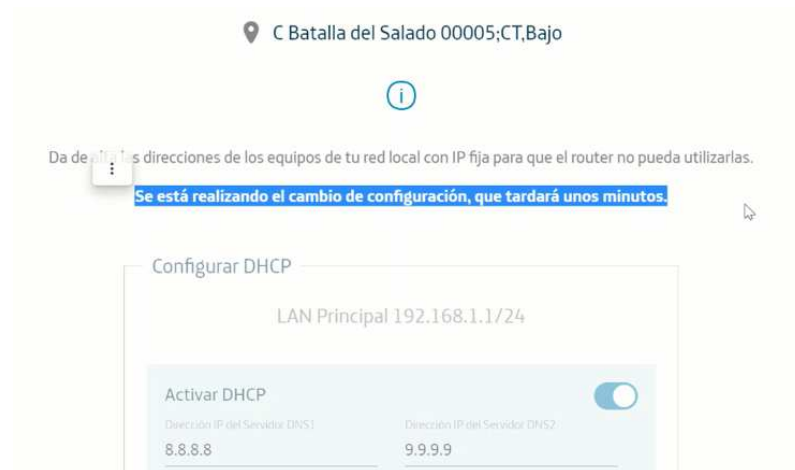 C Batalla del Salado 00005;CT,Bajo
i
Da de alta las direcciones de los equipos de tu red local con IP fija para que el router no pueda utilizarlas.
Se está realizando el cambio de configuración, que tardará unos minutos.
Configurar DHCP
LAN Principal 192.168.1.1/24
Activar DHCP
Dirección IP del Servidor DNS1 Dirección IP del Servidor DNS2
8.8.8.8 9.9.9.9